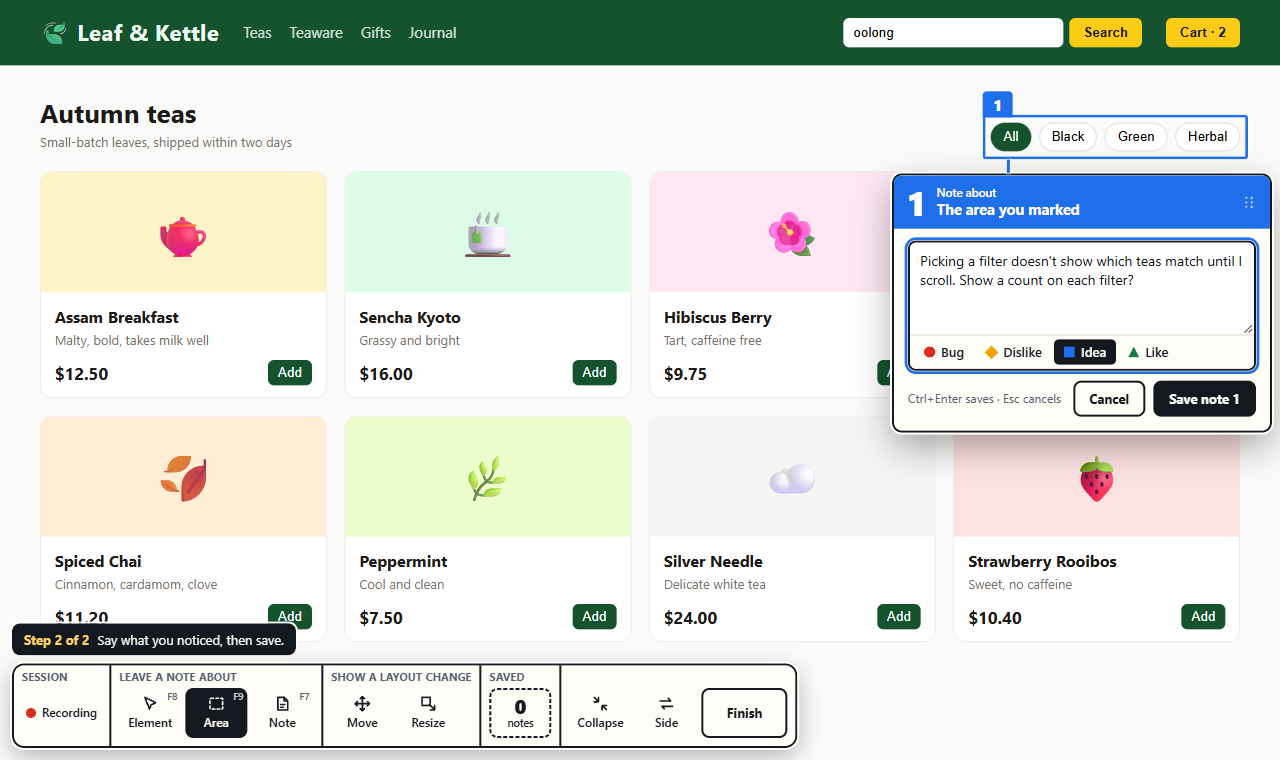 Leaf & Kettle
Teas
Teaware
Gifts
Journal
oolong
Search
Cart · 2
Autumn teas
Small-batch leaves, shipped within two days
1
All
Black
Green
Herbal
1
Note about
The area you marked
Picking a filter doesn't show which teas match until I
scroll. Show a count on each filter?
Bug
Dislike
Idea
Like
Ctrl+Enter saves · Esc cancels
Cancel
Save note 1
Assam Breakfast
Malty, bold, takes milk well
$12.50
Add
Sencha Kyoto
Grassy and bright
$16.00
Add
Hibiscus Berry
Tart, caffeine free
$9.75
Spiced Chai
Cinnamon, cardamom, clove
$11.20
Add
Peppermint
Cool and clean
$7.50
Add
Silver Needle
Delicate white tea
$24.00
Add
Strawberry Rooibos
Sweet, no caffeine
$10.40
Add
Step 2 of 2 Say what you noticed, then save.
SESSION
Recording
LEAVE A NOTE ABOUT
F8
Element
F9
Area
F7
Note
SHOW A LAYOUT CHANGE
Move
Resize
SAVED
0
notes
Collapse
Side
Finish